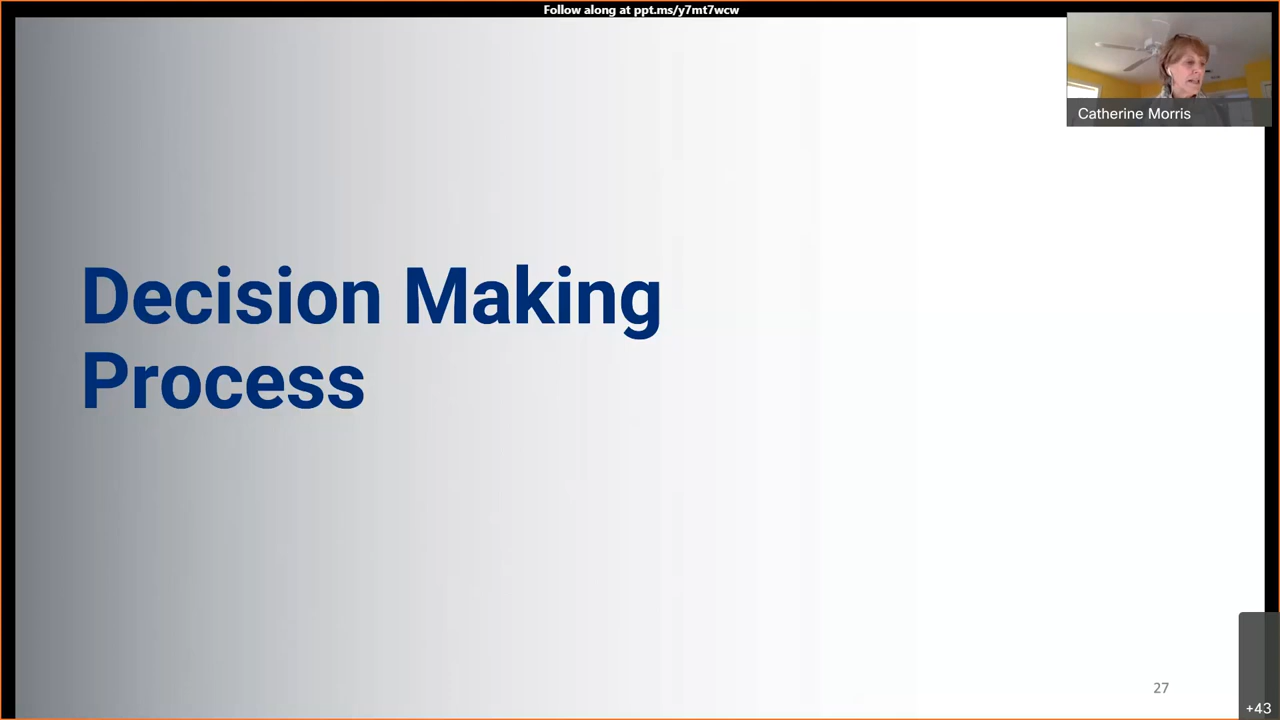 Follow along at ppt.ms/y7mt7wcw
Catherine Morris
Decision Making
Process
27
+43